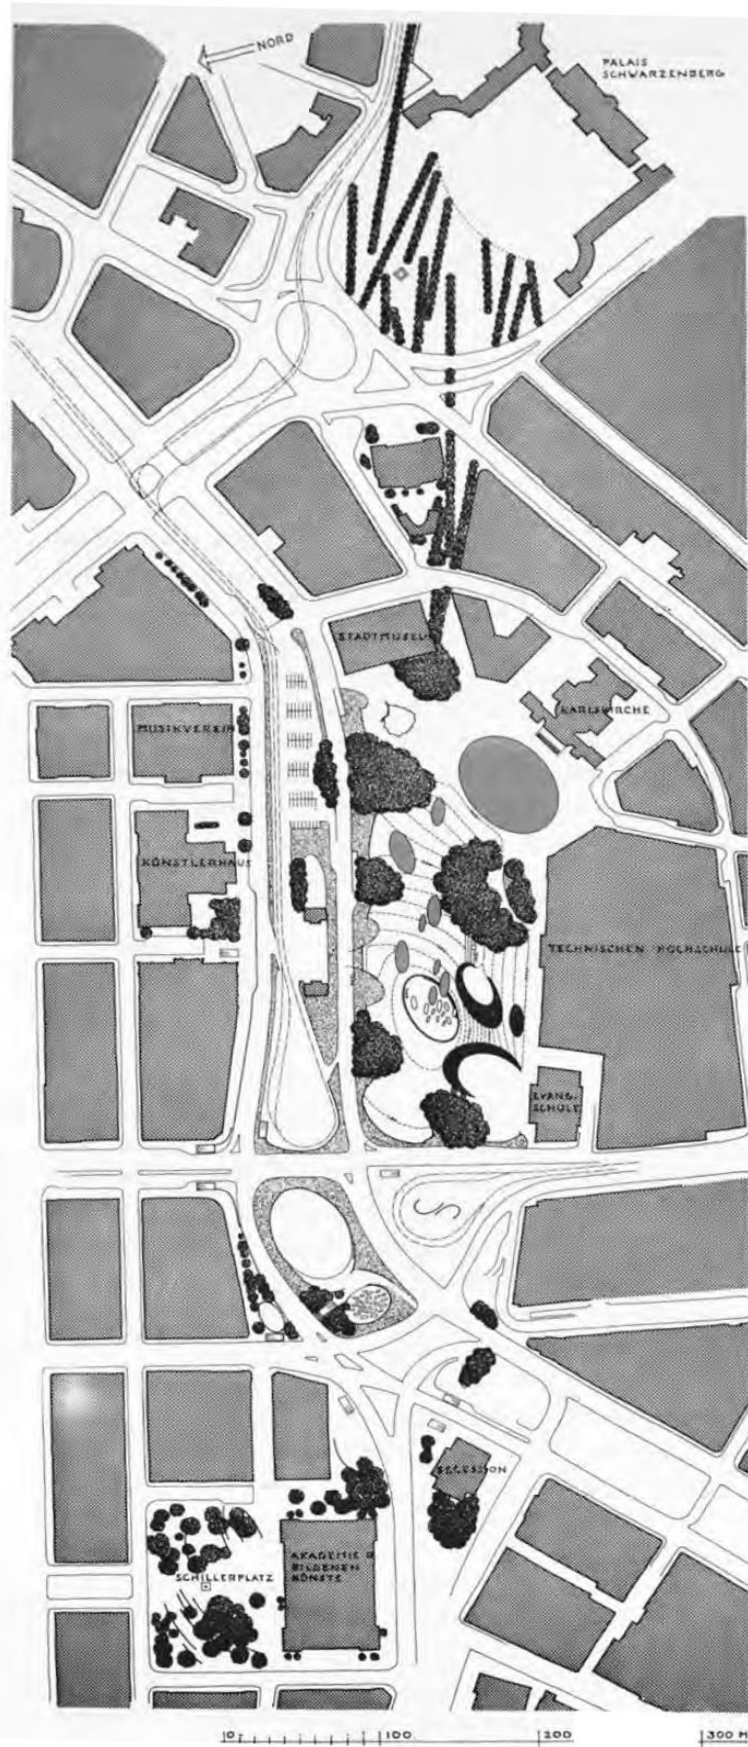 NORD
PALAIS
SCHWARZENBERG
STADTMUSEUM
MUSIKVEREIN
KARLSKIRCHE
KÜNSTLERHAUS
TECHNISCHEN HOCHSCHULE
EVANG.
SCHULE
SECESSION
AKADEMIE D
BILDENEN
KÜNSTE
SCHILLERPLATZ
0 100 200 300 M